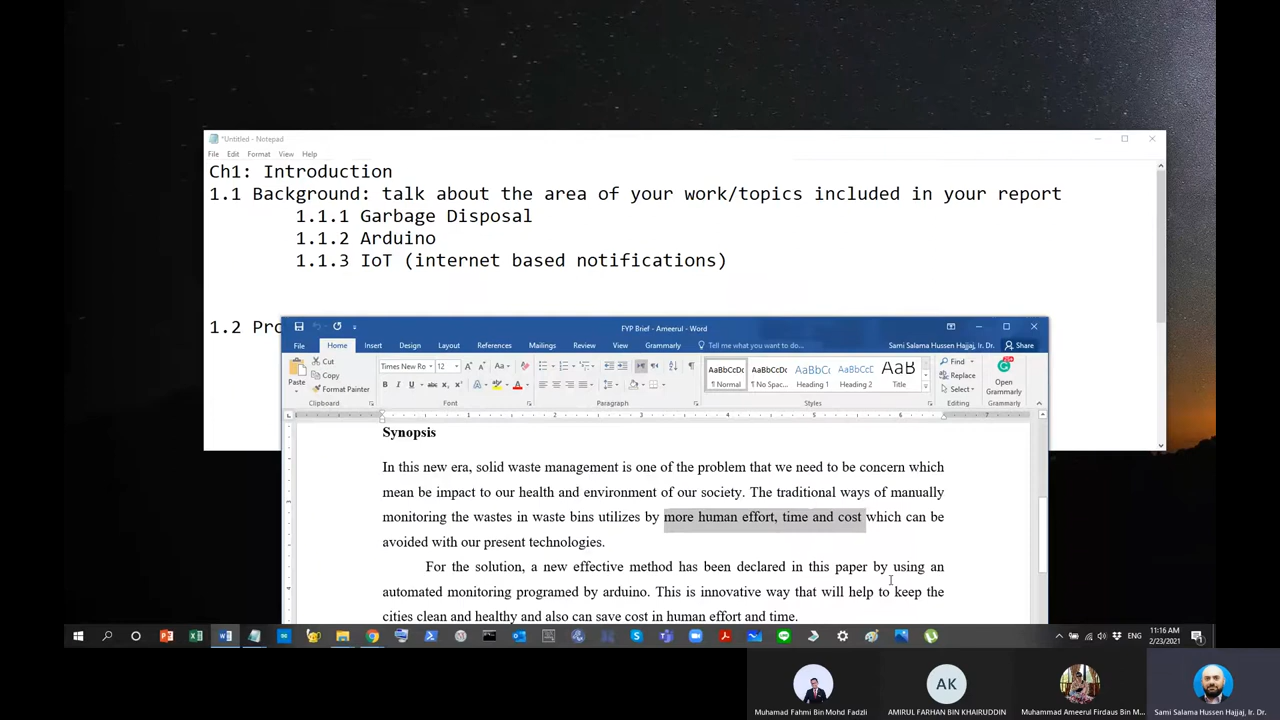 *Untitled - Notepad
File Edit Format View Help
Ch1: Introduction
1.1 Background: talk about the area of your work/topics included in your report
1.1.1 Garbage Disposal
1.1.2 Arduino
1.1.3 IoT (internet based notifications)
1.2 Pro
FYP Brief - Ameerul - Word
File Home Insert Design Layout References Mailings Review View Grammarly Tell me what you want to do... Sami Salama Hussen Hajjaj, Ir. Dr. Share
Paste Cut Copy Format Painter
Times New Ro 12
AaBbCcDc AaBbCcDc AaBbCc AaBbCcD AaB
¶ Normal ¶ No Spac... Heading 1 Heading 2 Title
Find Replace Select
Open Grammarly
Clipboard Font Paragraph Styles Editing Grammarly
Synopsis
In this new era, solid waste management is one of the problem that we need to be concern which
mean be impact to our health and environment of our society. The traditional ways of manually
monitoring the wastes in waste bins utilizes by more human effort, time and cost which can be
avoided with our present technologies.
For the solution, a new effective method has been declared in this paper by using an
automated monitoring programed by arduino. This is innovative way that will help to keep the
cities clean and healthy and also can save cost in human effort and time.
ENG 11:16 AM
2/23/2021
AK
Muhamad Fahmi Bin Mohd Fadzli AMIRUL FARHAN BIN KHAIRUDDIN Muhammad Ameerul Firdaus Bin M... Sami Salama Hussen Hajjaj, Ir. Dr.